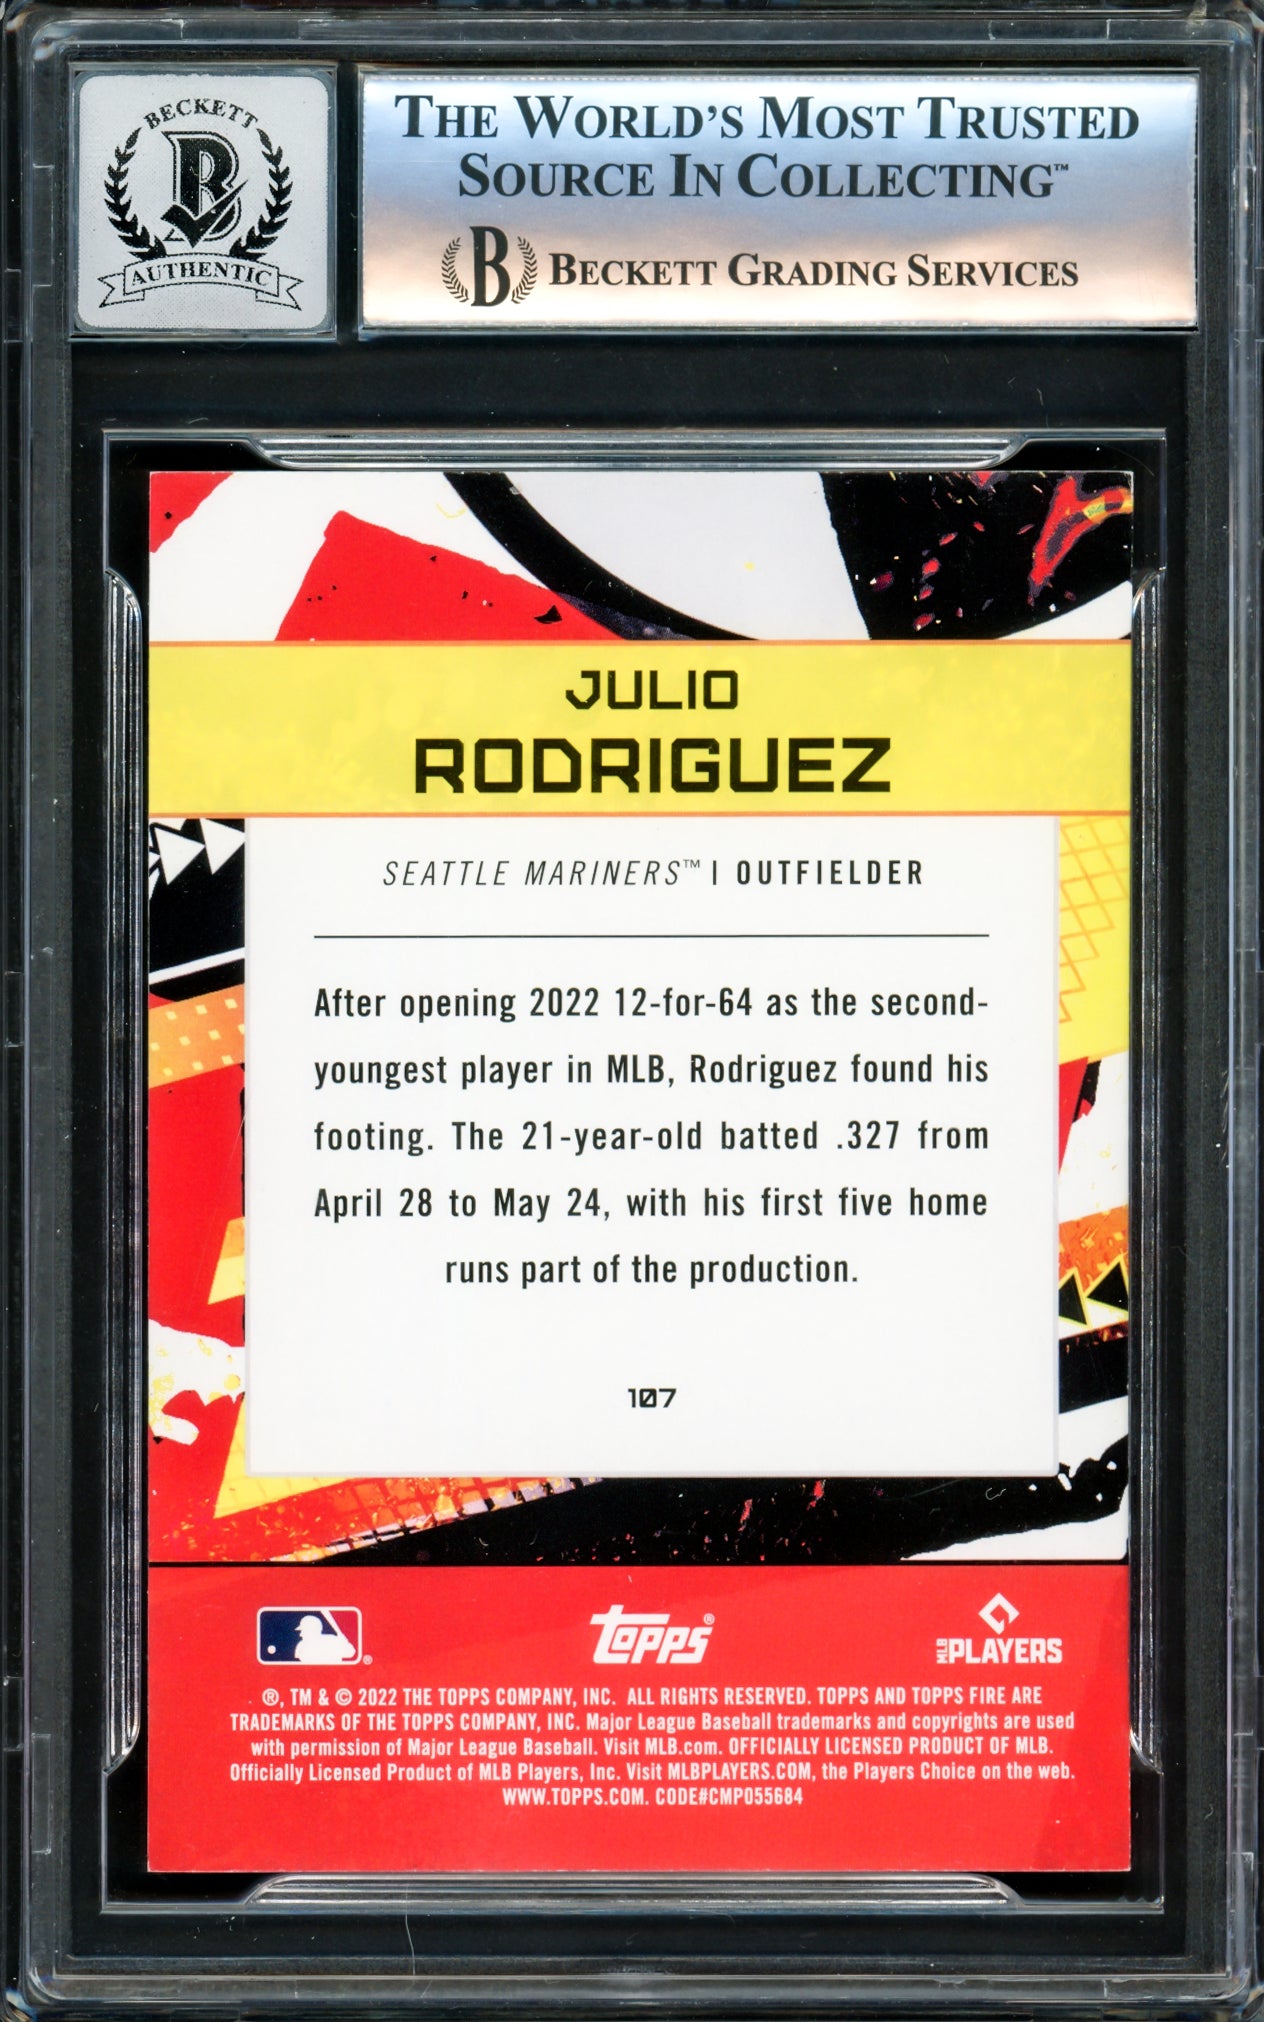 BECKETT
B
AUTHENTIC
THE WORLD'S MOST TRUSTED
SOURCE IN COLLECTING™
B BECKETT GRADING SERVICES
JULIO
RODRIGUEZ
SEATTLE MARINERS™ | OUTFIELDER
After opening 2022 12-for-64 as the second-
youngest player in MLB, Rodriguez found his
footing. The 21-year-old batted .327 from
April 28 to May 24, with his first five home
runs part of the production.
107
®
topps®
MLB PLAYERS
®, TM & © 2022 THE TOPPS COMPANY, INC. ALL RIGHTS RESERVED. TOPPS AND TOPPS FIRE ARE
TRADEMARKS OF THE TOPPS COMPANY, INC. Major League Baseball trademarks and copyrights are used
with permission of Major League Baseball. Visit MLB.com. OFFICIALLY LICENSED PRODUCT OF MLB.
Officially Licensed Product of MLB Players, Inc. Visit MLBPLAYERS.COM, the Players Choice on the web.
WWW.TOPPS.COM. CODE#CMP055684